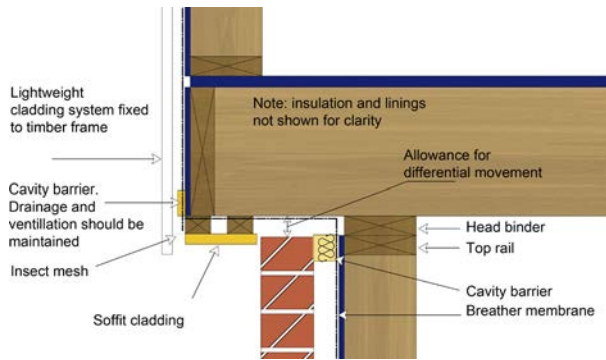 Lightweight
cladding system fixed
to timber frame
Note: insulation and linings
not shown for clarity
Allowance for
differential movement
Cavity barrier.
Drainage and
ventilation should be
maintained
Insect mesh
Soffit cladding
Head binder
Top rail
Cavity barrier
Breather membrane